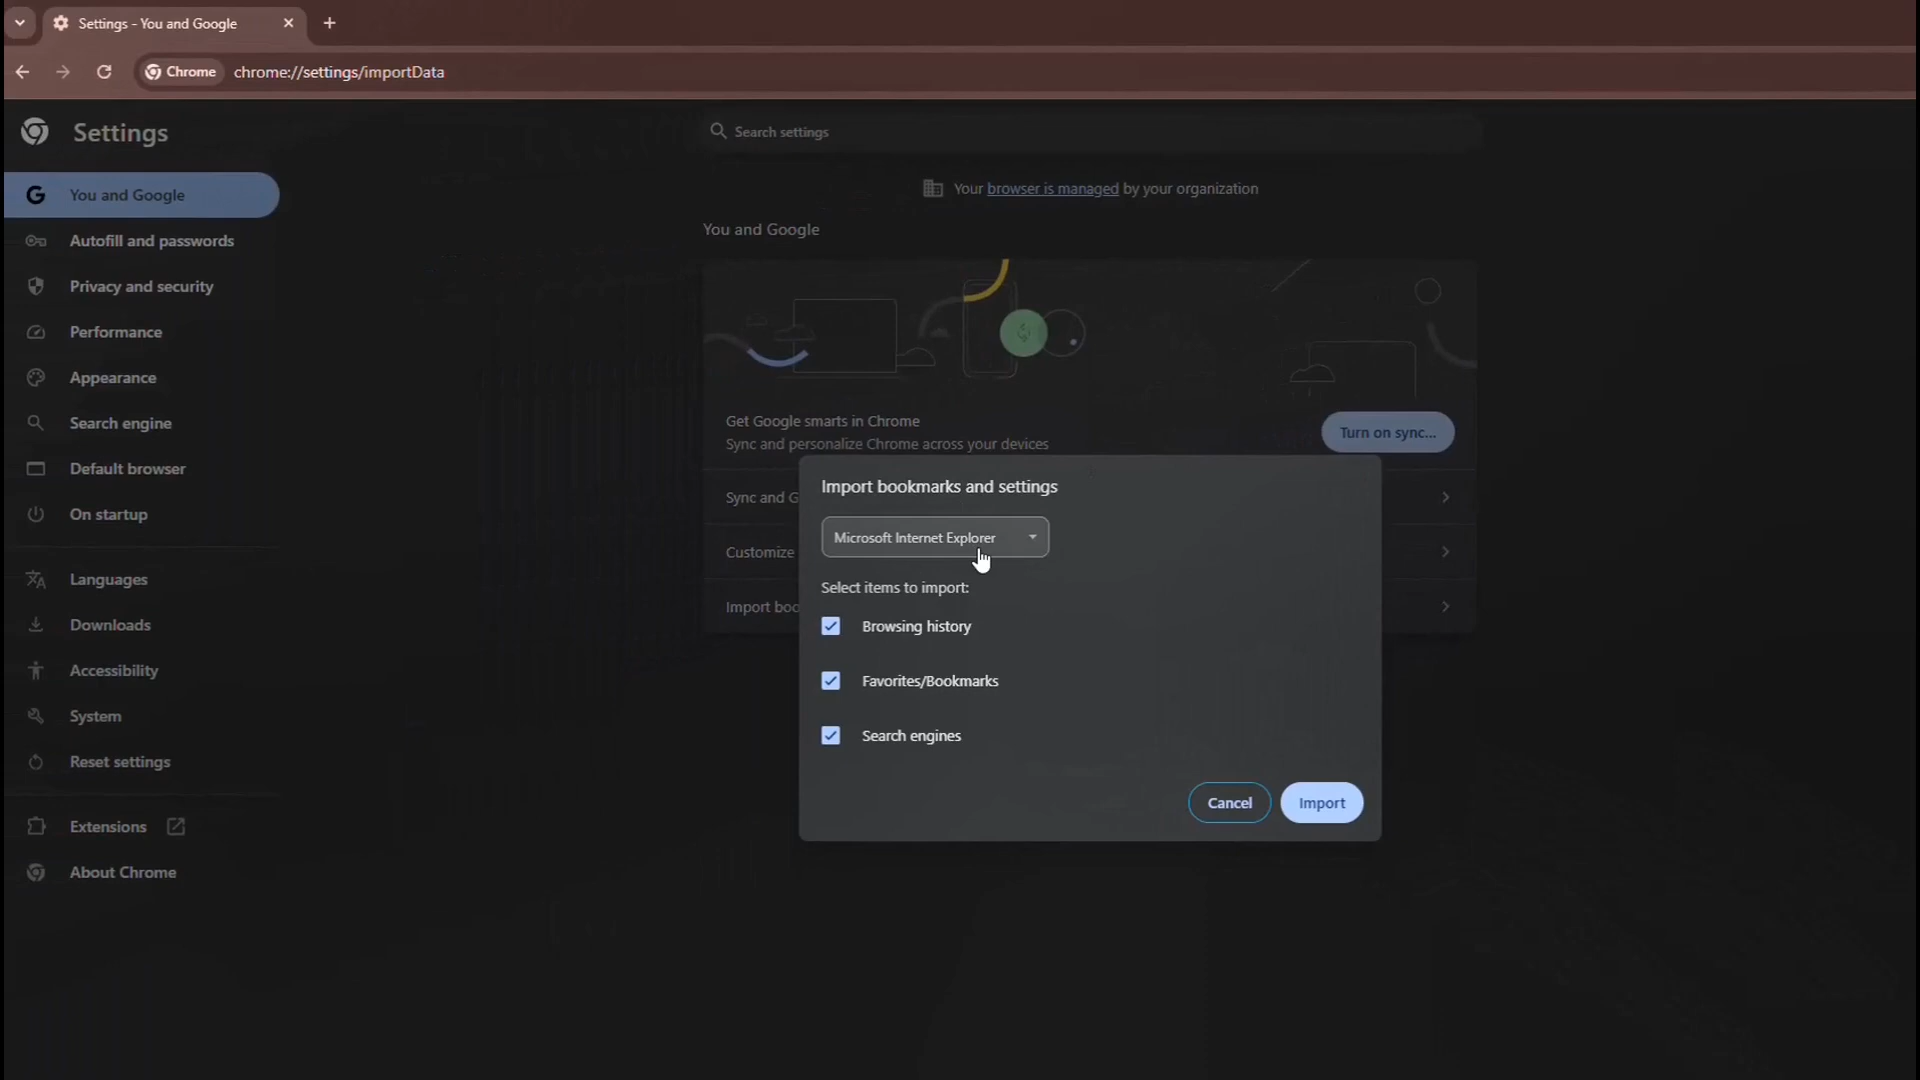 Settings - You and Google
Chrome
chrome://settings/importData
Settings
Search settings
You and Google
Autofill and passwords
Privacy and security
Performance
Appearance
Search engine
Default browser
On startup
Languages
Downloads
Accessibility
System
Reset settings
Extensions
About Chrome
Your browser is managed by your organization
You and Google
Get Google smarts in Chrome
Sync and personalize Chrome across your devices
Turn on sync...
Sync and G
Customize
Import boo
Import bookmarks and settings
Microsoft Internet Explorer
Select items to import:
Browsing history
Favorites/Bookmarks
Search engines
Cancel
Import